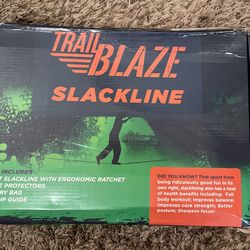 TRAIL
BLAZE
SLACKLINE
INCLUDES
SLACKLINE WITH ERGONOMIC RATCHET
PROTECTORS
BAG
GUIDE
DID YOU KNOW? That apart from
being ridiculously good fun in its
own right, slacklining also has a host
of health benefits including: Full
body workout; Improves balance;
Improves core strength; Better
posture; Sharpens focus!